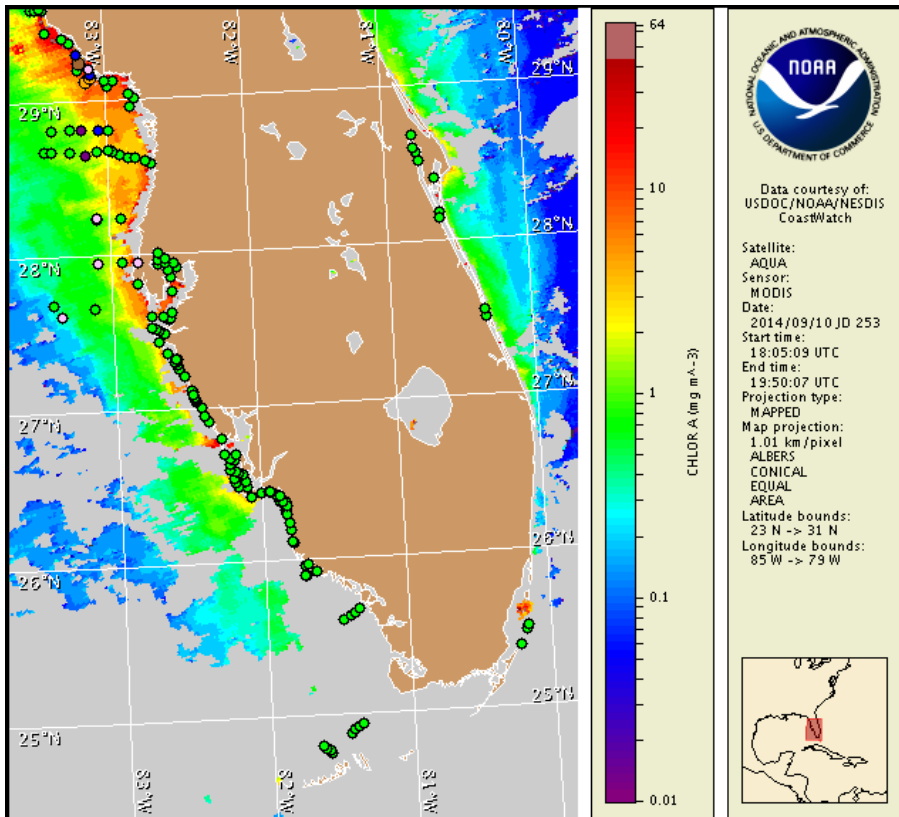 83°W
82°W
81°W
80°W
29°N
29°N
28°N
28°N
27°N
27°N
26°N
26°N
25°N
25°N
83°W
82°W
81°W
64
10
1
0.1
0.01
CHLOR A (mg m^-3)
NATIONAL OCEANIC AND ATMOSPHERIC ADMINISTRATION
NOAA
U.S. DEPARTMENT OF COMMERCE
Data courtesy of:
USDOC/NOAA/NESDIS
CoastWatch
Satellite:
AQUA
Sensor:
MODIS
Date:
2014/09/10 JD 253
Start time:
18:05:09 UTC
End time:
19:50:07 UTC
Projection type:
MAPPED
Map projection:
1.01 km/pixel
ALBERS
CONICAL
EQUAL
AREA
Latitude bounds:
23 N -> 31 N
Longitude bounds:
85 W -> 79 W